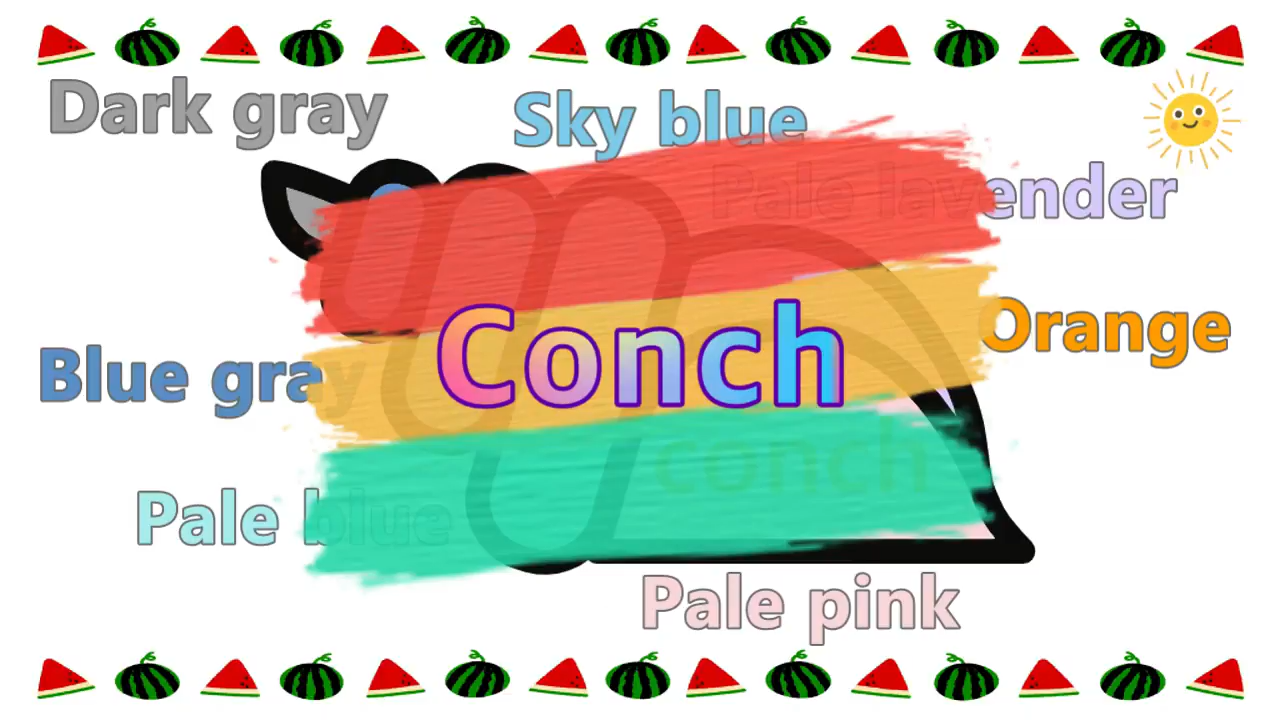 Dark gray
Sky blue
Pale lavender
Orange
Conch
Blue gray
conch
Pale blue
Pale pink